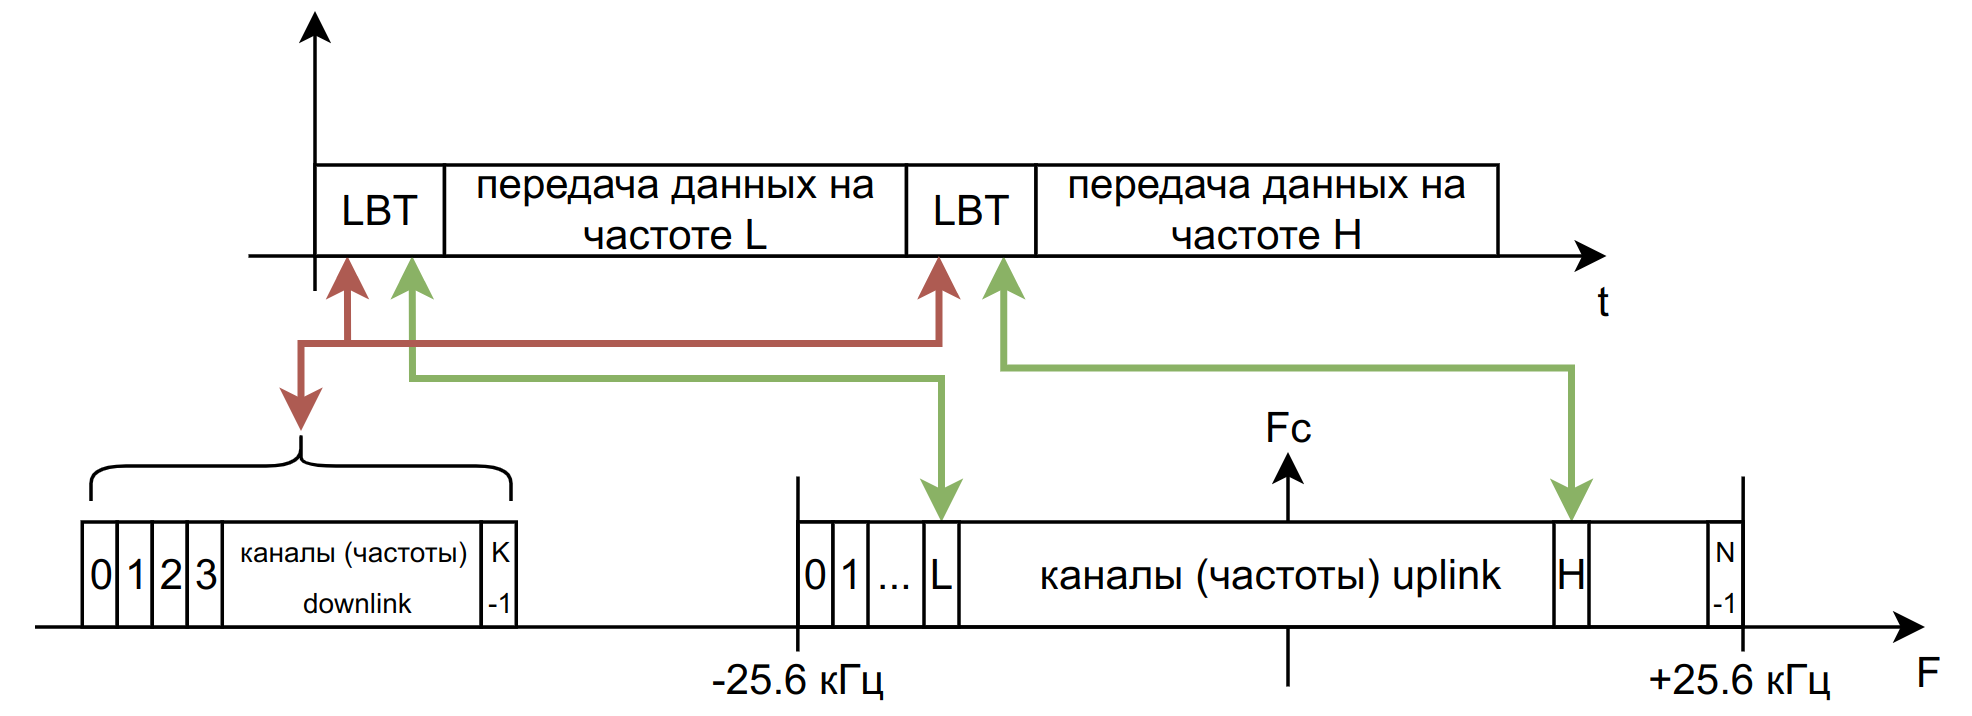 LBT
передача данных на
частоте L
LBT
передача данных на
частоте H
t
Fc
0 1 2 3
каналы (частоты)
downlink
K
-1
0 1 ... L
каналы (частоты) uplink
H
N
-1
-25.6 кГц
+25.6 кГц
F